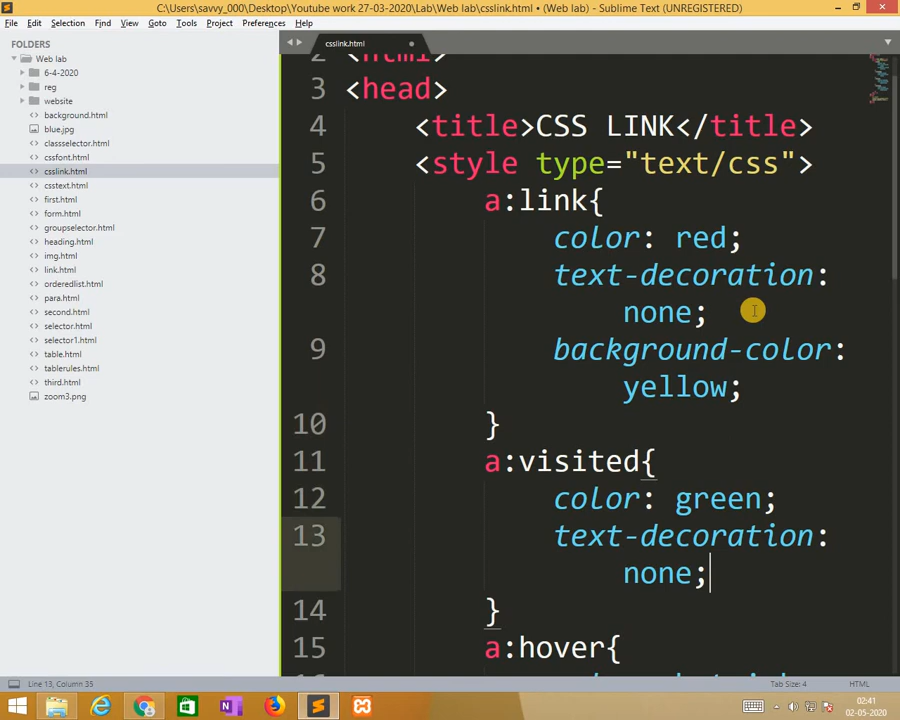 C:\Users\savvy_000\Desktop\Youtube work 27-03-2020\Lab\Web lab\csslink.html • (Web lab) - Sublime Text (UNREGISTERED)
File Edit Selection Find View Goto Tools Project Preferences Help
FOLDERS
Web lab
6-4-2020
reg
website
background.html
blue.jpg
classselector.html
cssfont.html
csslink.html
csstext.html
first.html
form.html
groupselector.html
heading.html
img.html
link.html
orderedlist.html
para.html
second.html
selector.html
selector1.html
table.html
tablerules.html
third.html
zoom3.png
csslink.html
2 <html>
3 <head>
4 <title>CSS LINK</title>
5 <style type="text/css">
6 a:link{
7 color: red;
8 text-decoration:
none;
9 background-color:
yellow;
10 }
11 a:visited{
12 color: green;
13 text-decoration:
none;
14 }
15 a:hover{
Line 13, Column 35
Tab Size: 4
HTML
02:41
02-05-2020